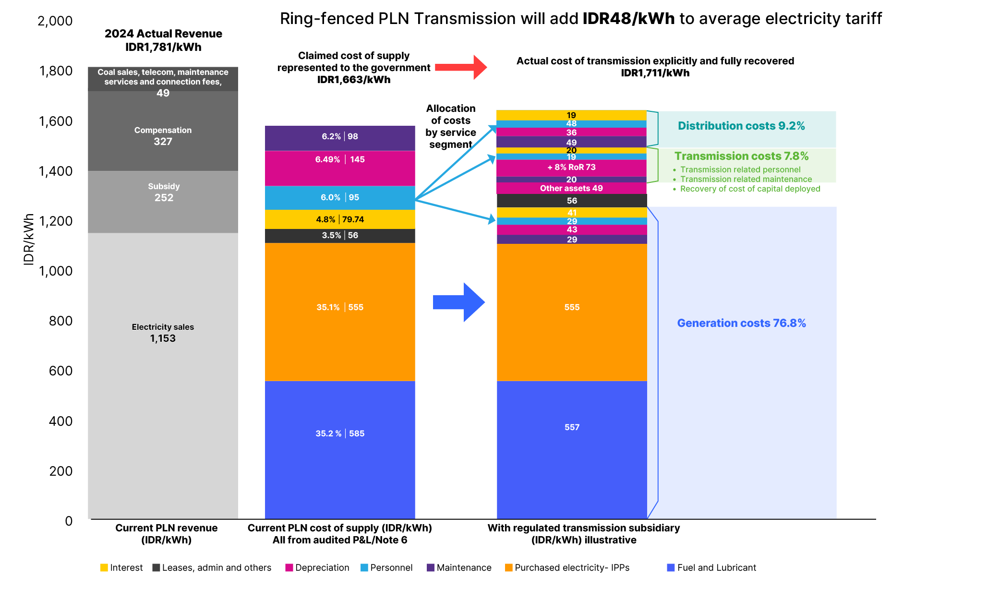 Ring-fenced PLN Transmission will add IDR48/kWh to average electricity tariff
2,000
1,800
1,600
1,400
1,200
1,000
800
600
400
200
0
IDR/kWh
2024 Actual Revenue
IDR1,781/kWh
Coal sales, telecom, maintenance
services and connection fees,
49
Compensation
327
Subsidy
252
Electricity sales
1,153
Claimed cost of supply
represented to the government
IDR1,663/kWh
6.2% | 98
6.49% | 145
6.0% | 95
4.8% | 79.74
3.5% | 56
35.1% | 555
35.2 % | 585
Allocation
of costs
by service
segment
Actual cost of transmission explicitly and fully recovered
IDR1,711/kWh
19
48
36
49
20
19
+ 8% RoR 73
20
Other assets 49
56
41
29
43
29
555
557
Distribution costs 9.2%
Transmission costs 7.8%
• Transmission related personnel
• Transmission related maintenance
• Recovery of cost of capital deployed
Generation costs 76.8%
Current PLN revenue
(IDR/kWh)
Current PLN cost of supply (IDR/kWh)
All from audited P&L/Note 6
With regulated transmission subsidiary
(IDR/kWh) illustrative
Interest
Leases, admin and others
Depreciation
Personnel
Maintenance
Purchased electricity- IPPs
Fuel and Lubricant